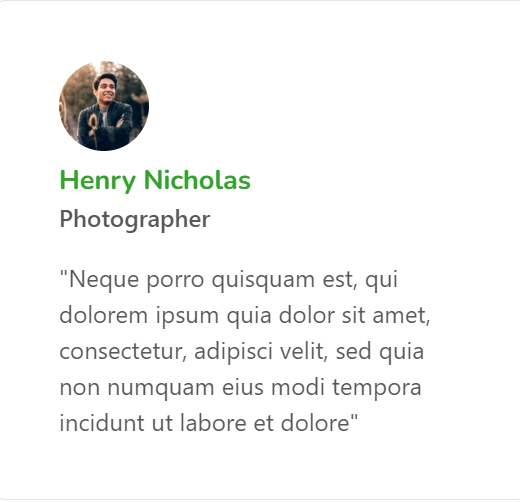 Henry Nicholas
Photographer
"Neque porro quisquam est, qui
dolorem ipsum quia dolor sit amet,
consectetur, adipisci velit, sed quia
non numquam eius modi tempora
incidunt ut labore et dolore"